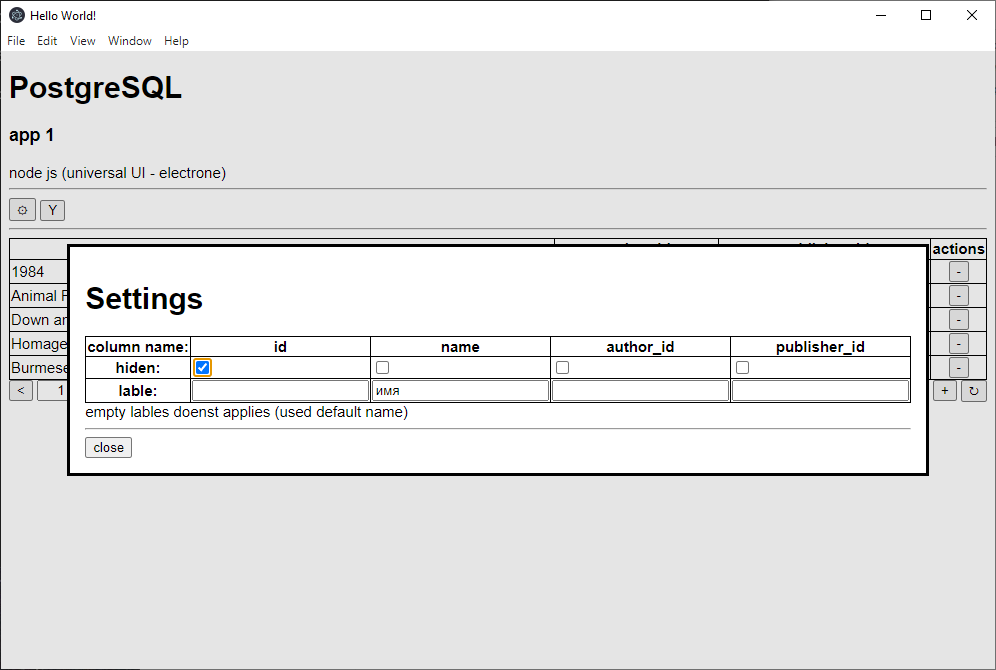 Hello World!
File Edit View Window Help
PostgreSQL
app 1
node js (universal UI - electrone)
⚙ Y
actions
1984 -
Animal -
Down -
Homage -
Burmese -
< 1 + ↻
Settings
column name: id name author_id publisher_id
hiden:
lable: имя
empty lables doenst applies (used default name)
close